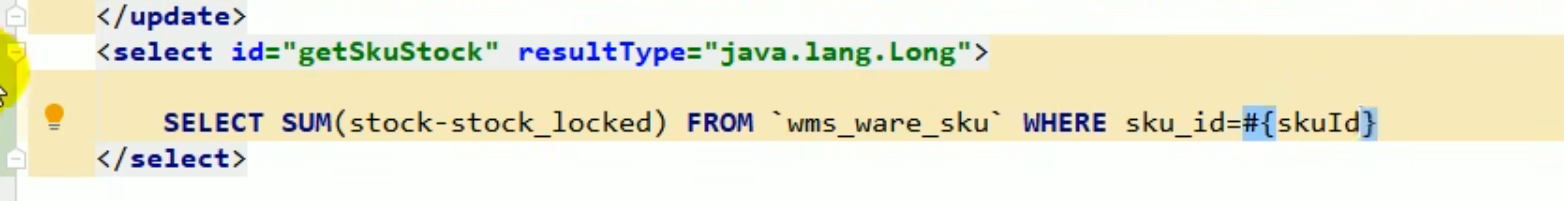 </update>
<select id="getSkuStock" resultType="java.lang.Long">
SELECT SUM(stock-stock_locked) FROM `wms_ware_sku` WHERE sku_id=#{skuId}
</select>